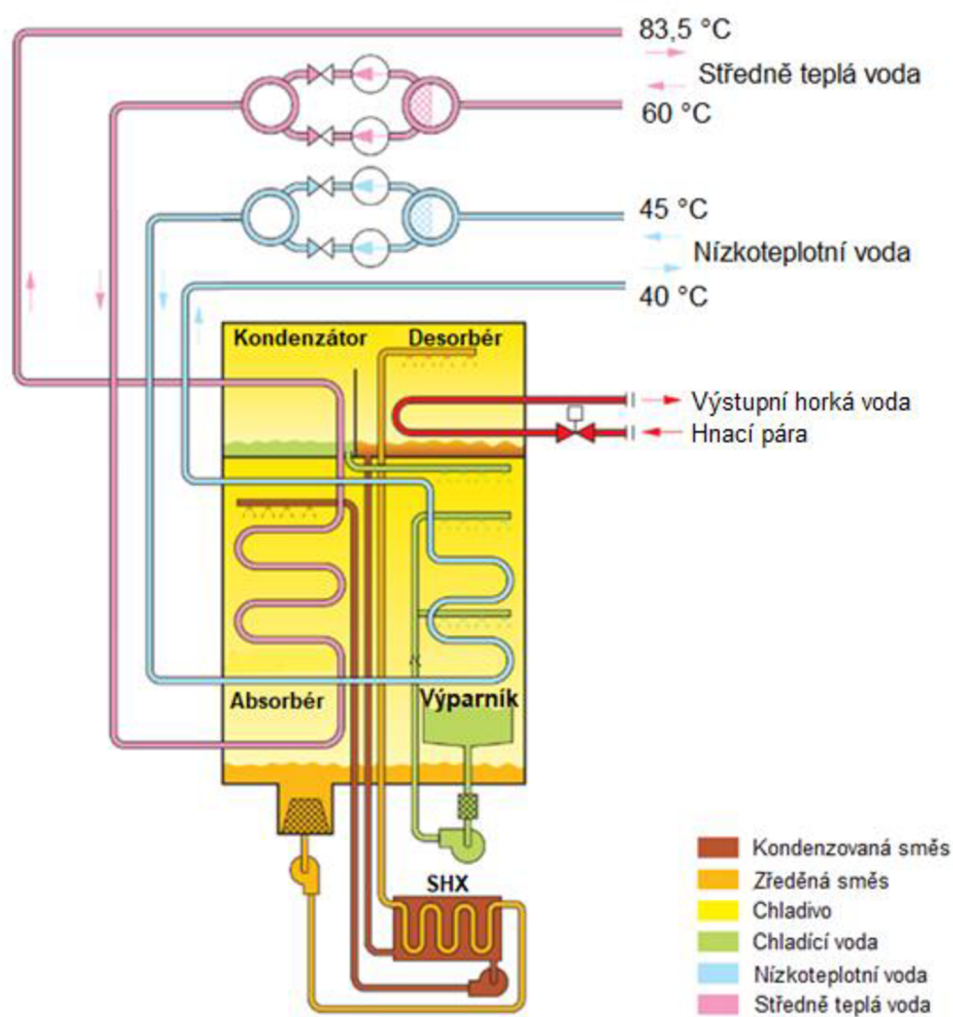 83,5 °C
Středně teplá voda
60 °C
45 °C
Nízkoteplotní voda
40 °C
Kondenzátor
Desorbér
Výstupní horká voda
Hnací pára
Absorbér
Výparník
SHX
Kondenzovaná směs
Zředěná směs
Chladivo
Chladící voda
Nízkoteplotní voda
Středně teplá voda